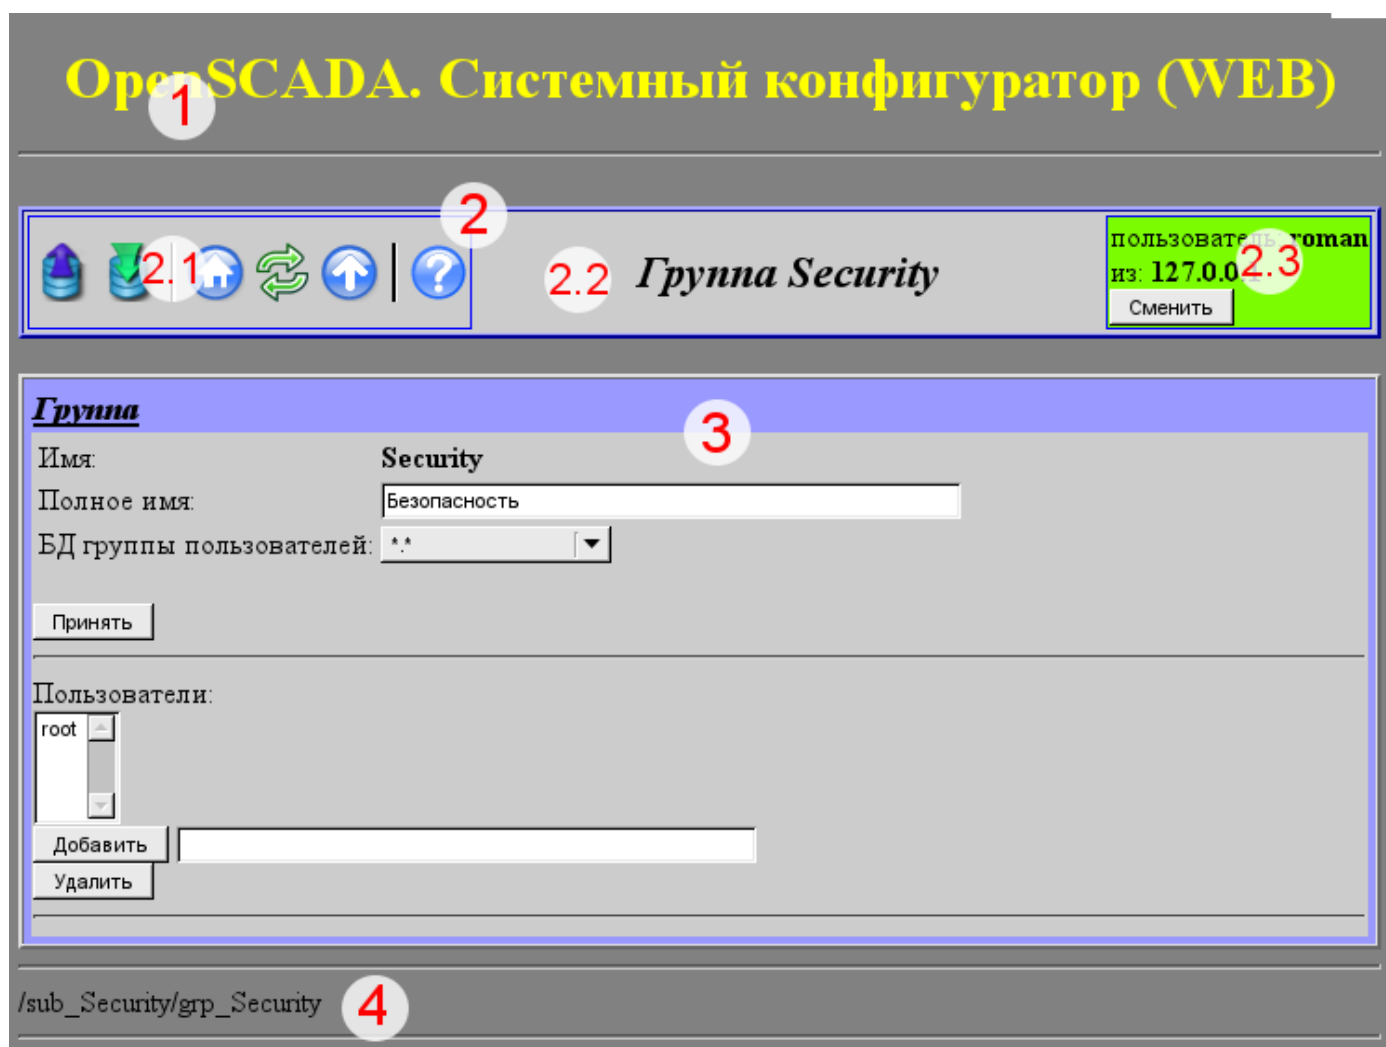 OpenSCADA. Системный конфигуратор (WEB)
1
2
2.1
2.2
Группа Security
пользователь: roman
из: 127.0.0.1
2.3
Сменить
Группа
3
Имя: Security
Полное имя: Безопасность
БД группы пользователей: *.*
Принять
Пользователи:
root
Добавить
Удалить
/sub_Security/grp_Security
4